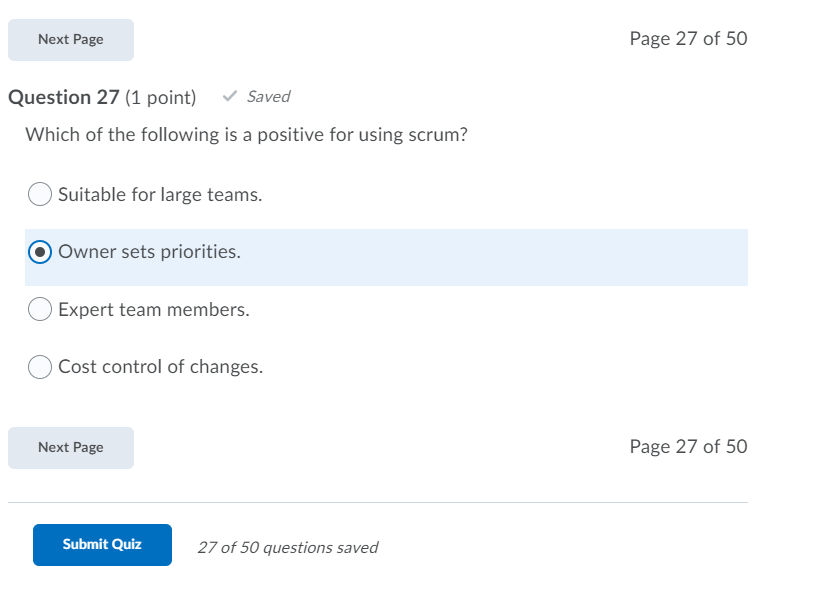 Next Page
Page 27 of 50
Question 27 (1 point) Saved
Which of the following is a positive for using scrum?
Suitable for large teams.
Owner sets priorities.
Expert team members.
Cost control of changes.
Next Page
Page 27 of 50
Submit Quiz
27 of 50 questions saved